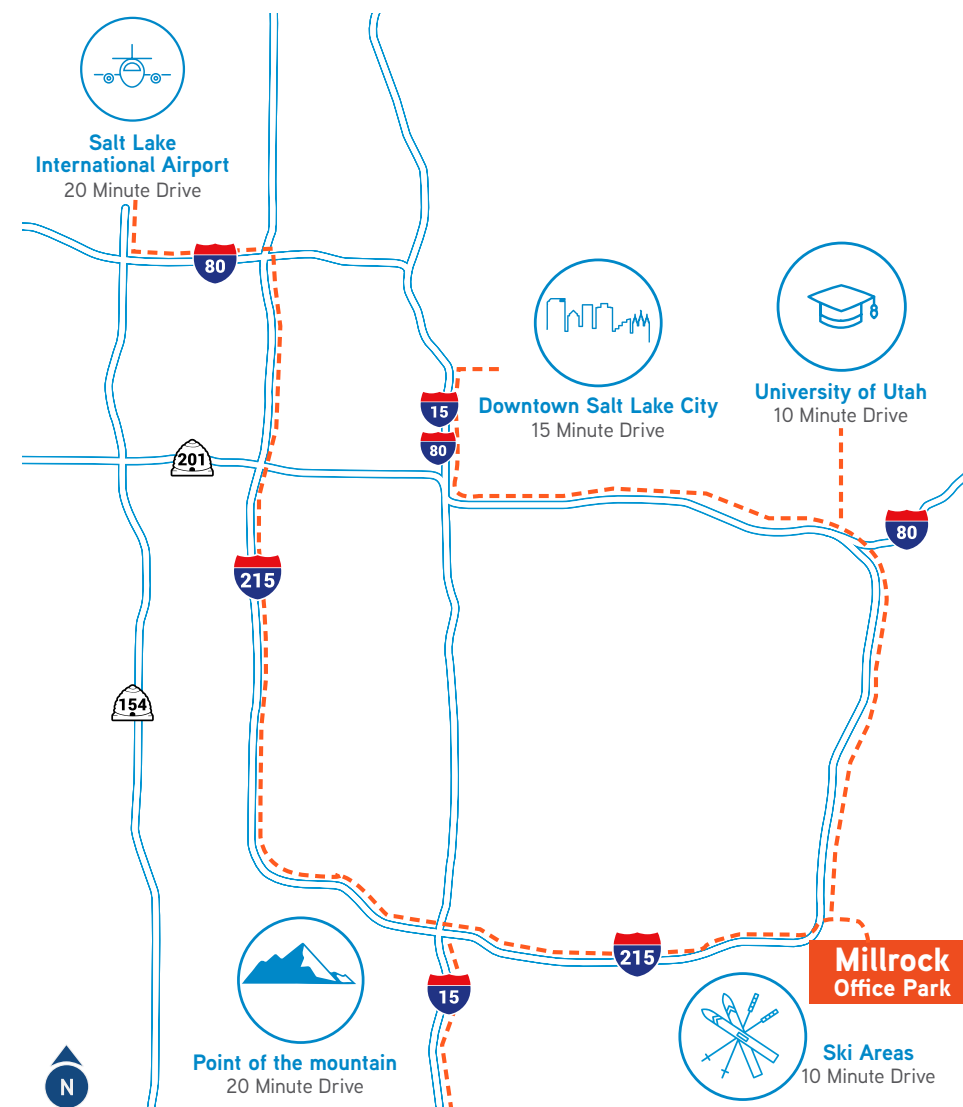 Salt Lake
International Airport
20 Minute Drive
80
15
80
Downtown Salt Lake City
15 Minute Drive
University of Utah
10 Minute Drive
201
80
215
154
215
Millrock
Office Park
15
Point of the mountain
20 Minute Drive
Ski Areas
10 Minute Drive
N